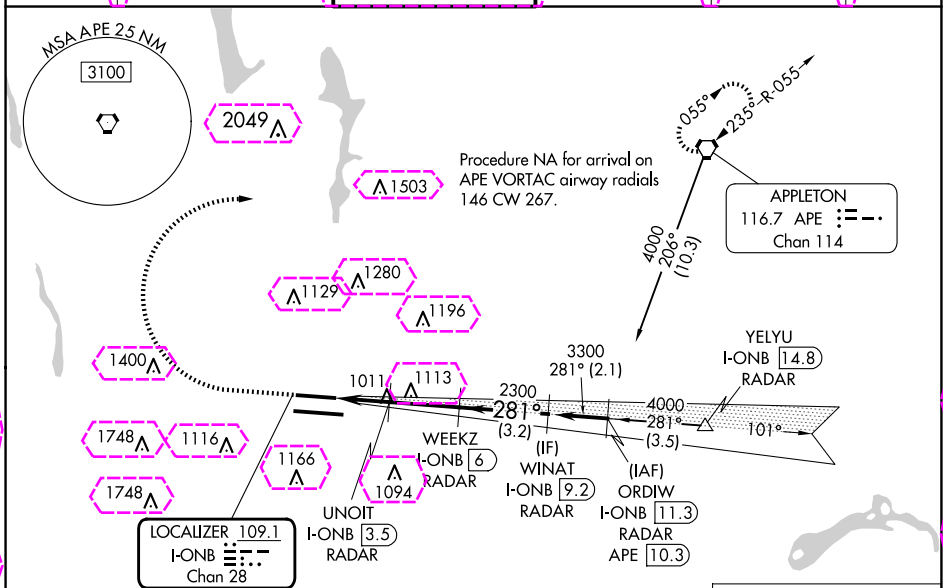 MSA APE 25 NM
3100
2049
1503
Procedure NA for arrival on
APE VORTAC airway radials
146 CW 267.
055°
235°
R-055
APPLETON
116.7 APE
Chan 114
4000
206°
(10.3)
1280
1129
1196
1400
1011
1113
3300
281° (2.1)
YELYU
I-ONB 14.8
RADAR
2300
281°
(3.2)
4000
281°
(3.5)
101°
1748
1116
1748
1166
1094
WEEKZ
I-ONB 6
RADAR
(IF)
WINAT
I-ONB 9.2
RADAR
(IAF)
ORDIW
I-ONB 11.3
RADAR
APE 10.3
UNOIT
I-ONB 3.5
RADAR
LOCALIZER 109.1
I-ONB
Chan 28